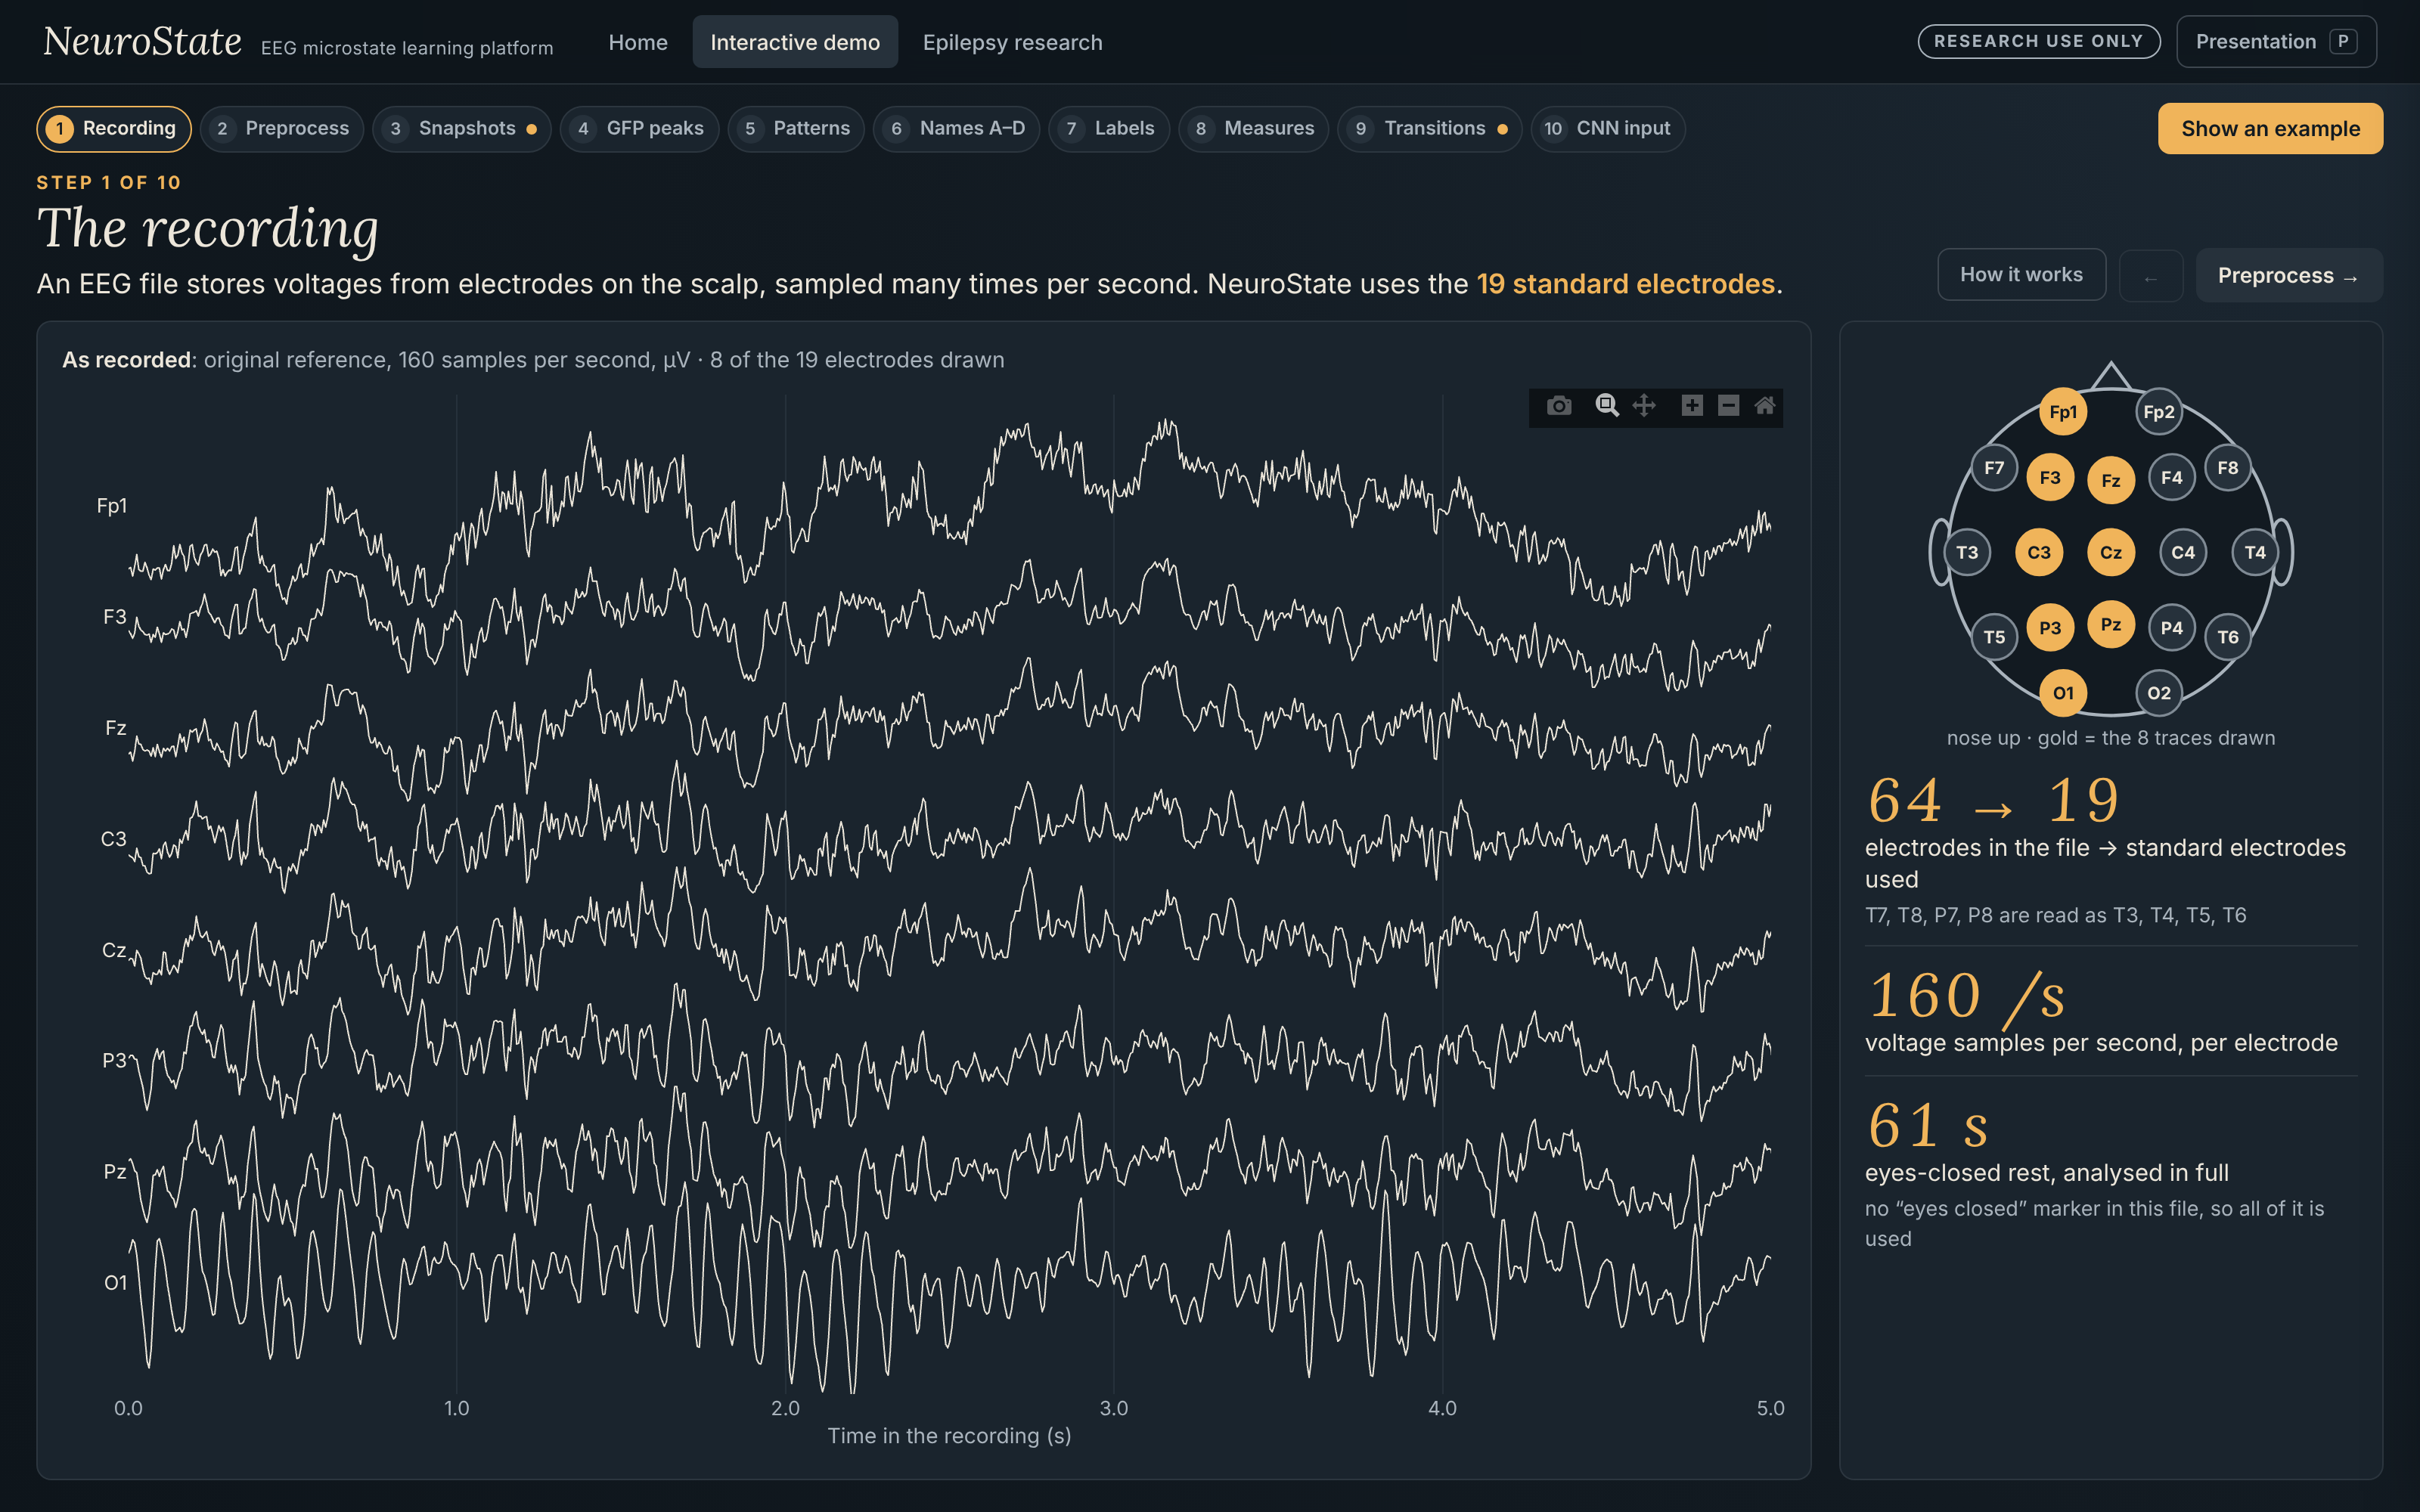 NeuroState EEG microstate learning platform Home Interactive demo Epilepsy research RESEARCH USE ONLY Presentation P
1 Recording 2 Preprocess 3 Snapshots 4 GFP peaks 5 Patterns 6 Names A–D 7 Labels 8 Measures 9 Transitions 10 CNN input Show an example
STEP 1 OF 10
The recording
An EEG file stores voltages from electrodes on the scalp, sampled many times per second. NeuroState uses the 19 standard electrodes.
How it works ← Preprocess →
As recorded: original reference, 160 samples per second, µV · 8 of the 19 electrodes drawn
Fp1
F3
Fz
C3
Cz
P3
Pz
O1
0.0 1.0 2.0 3.0 4.0 5.0
Time in the recording (s)
Fp1 Fp2
F7 F3 Fz F4 F8
T3 C3 Cz C4 T4
T5 P3 Pz P4 T6
O1 O2
nose up · gold = the 8 traces drawn
64 → 19
electrodes in the file → standard electrodes
used
T7, T8, P7, P8 are read as T3, T4, T5, T6
160 /s
voltage samples per second, per electrode
61 s
eyes-closed rest, analysed in full
no “eyes closed” marker in this file, so all of it is
used